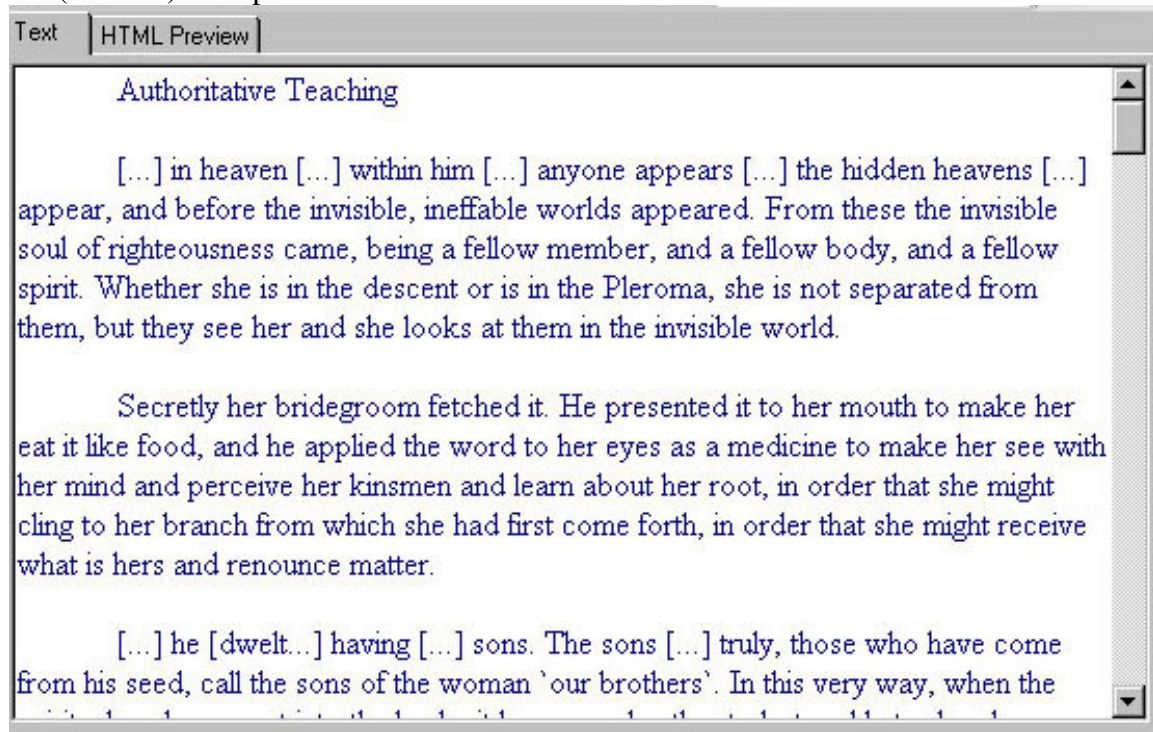 Text HTML Preview
Authoritative Teaching
[...] in heaven [...] within him [...] anyone appears [...] the hidden heavens [...]
appear, and before the invisible, ineffable worlds appeared. From these the invisible
soul of righteousness came, being a fellow member, and a fellow body, and a fellow
spirit. Whether she is in the descent or is in the Pleroma, she is not separated from
them, but they see her and she looks at them in the invisible world.
Secretly her bridegroom fetched it. He presented it to her mouth to make her
eat it like food, and he applied the word to her eyes as a medicine to make her see with
her mind and perceive her kinsmen and learn about her root, in order that she might
cling to her branch from which she had first come forth, in order that she might receive
what is hers and renounce matter.
[...] he [dwelt...] having [...] sons. The sons [...] truly, those who have come
from his seed, call the sons of the woman `our brothers`. In this very way, when the